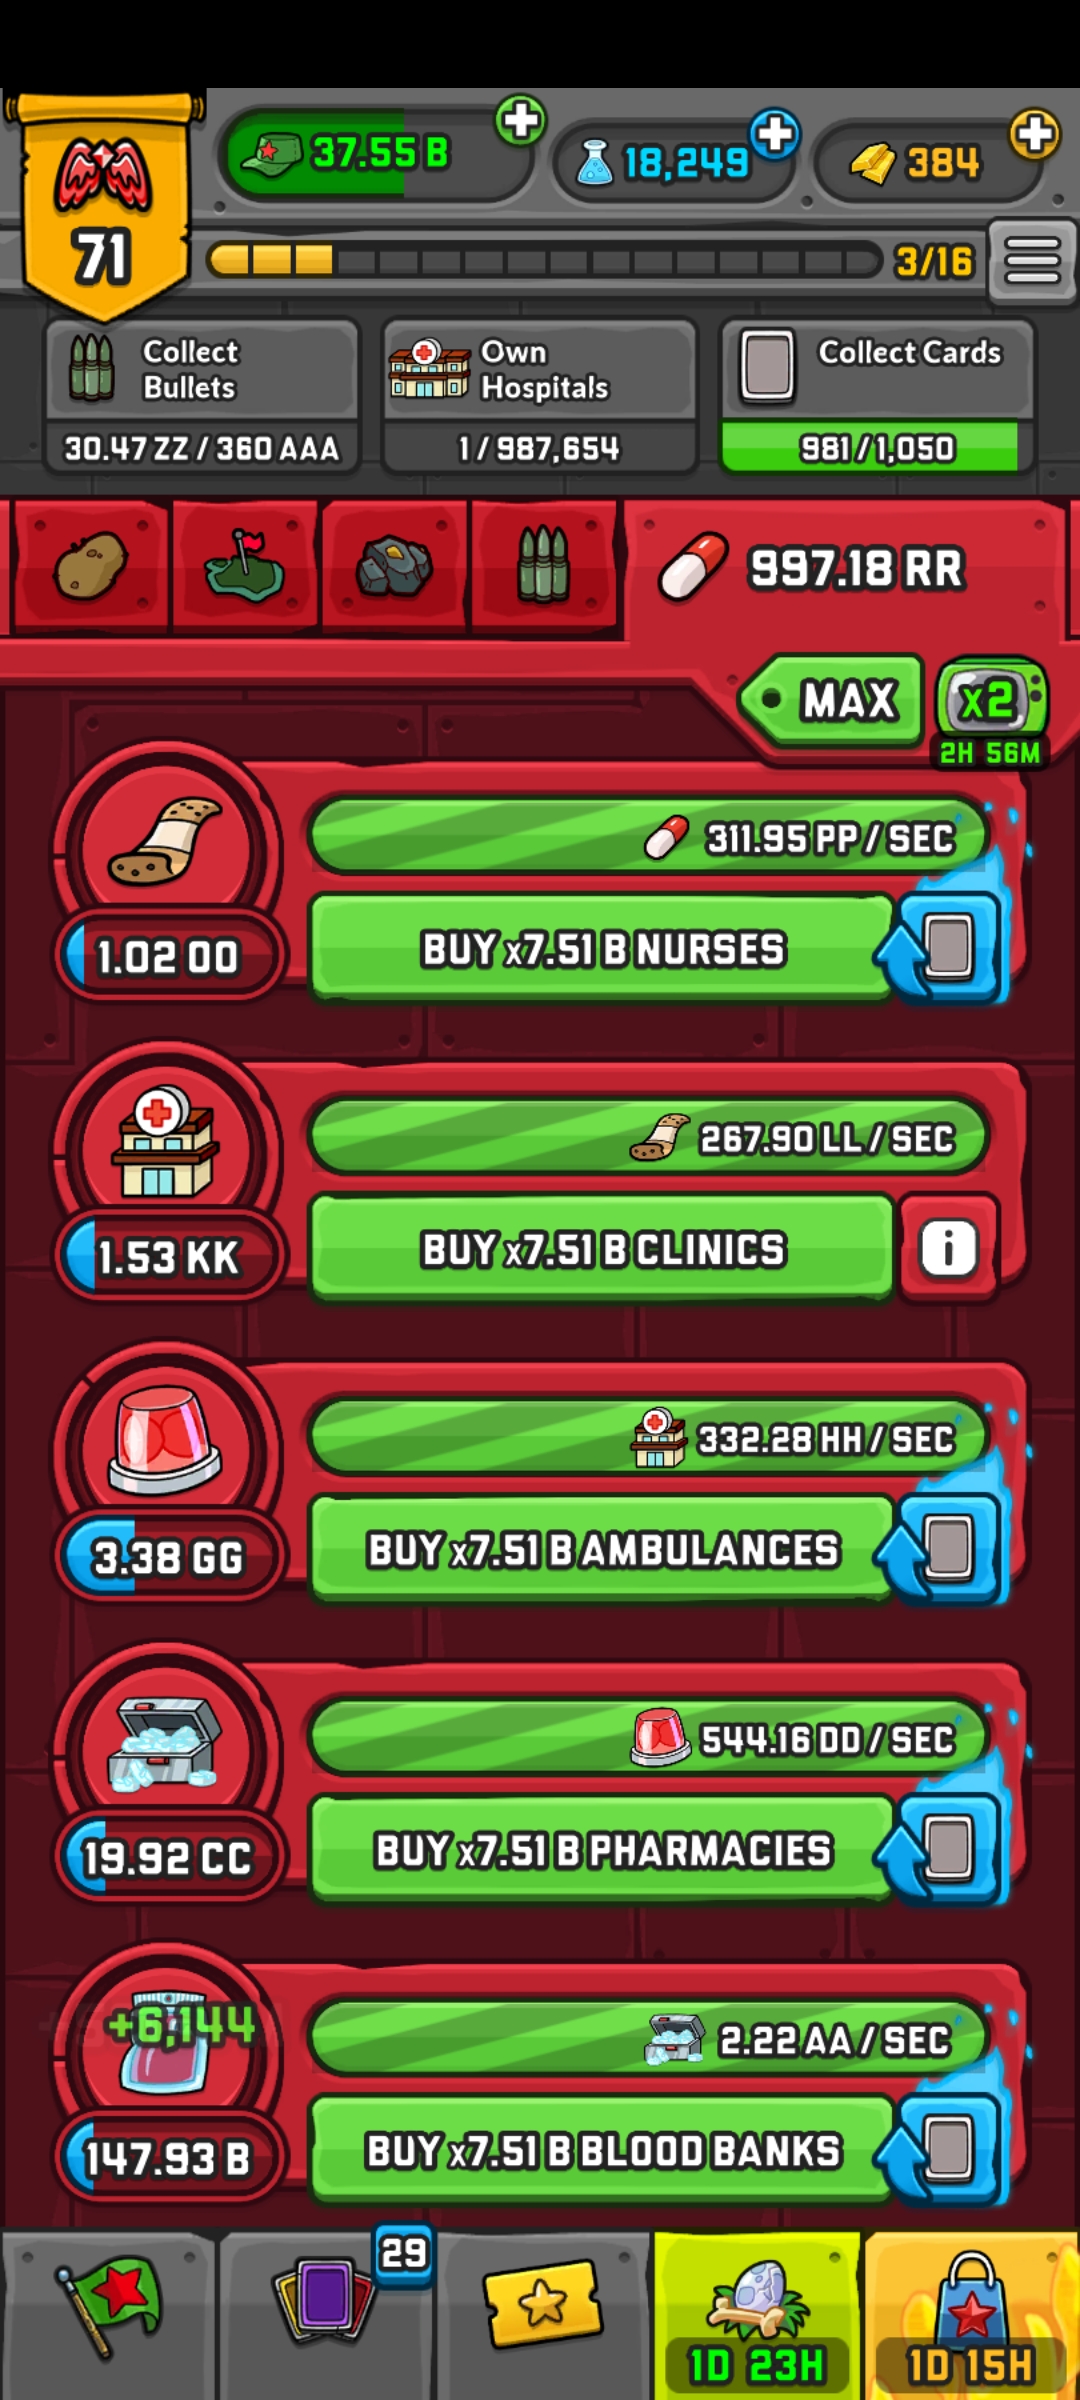 37.55 B
18,249
384
71
3/16
Collect
Bullets
30.47 ZZ / 360 AAA
Own
Hospitals
1 / 987,654
Collect Cards
981 / 1,050
997.18 RR
MAX
x2
2H 56M
311.95 PP / SEC
1.02 OO
BUY x7.51 B NURSES
267.90 LL / SEC
1.53 KK
BUY x7.51 B CLINICS
i
332.28 HH / SEC
3.38 GG
BUY x7.51 B AMBULANCES
544.16 DD / SEC
19.92 CC
BUY x7.51 B PHARMACIES
+6,144
2.22 AA / SEC
147.93 B
BUY x7.51 B BLOOD BANKS
29
1D 23H
1D 15H